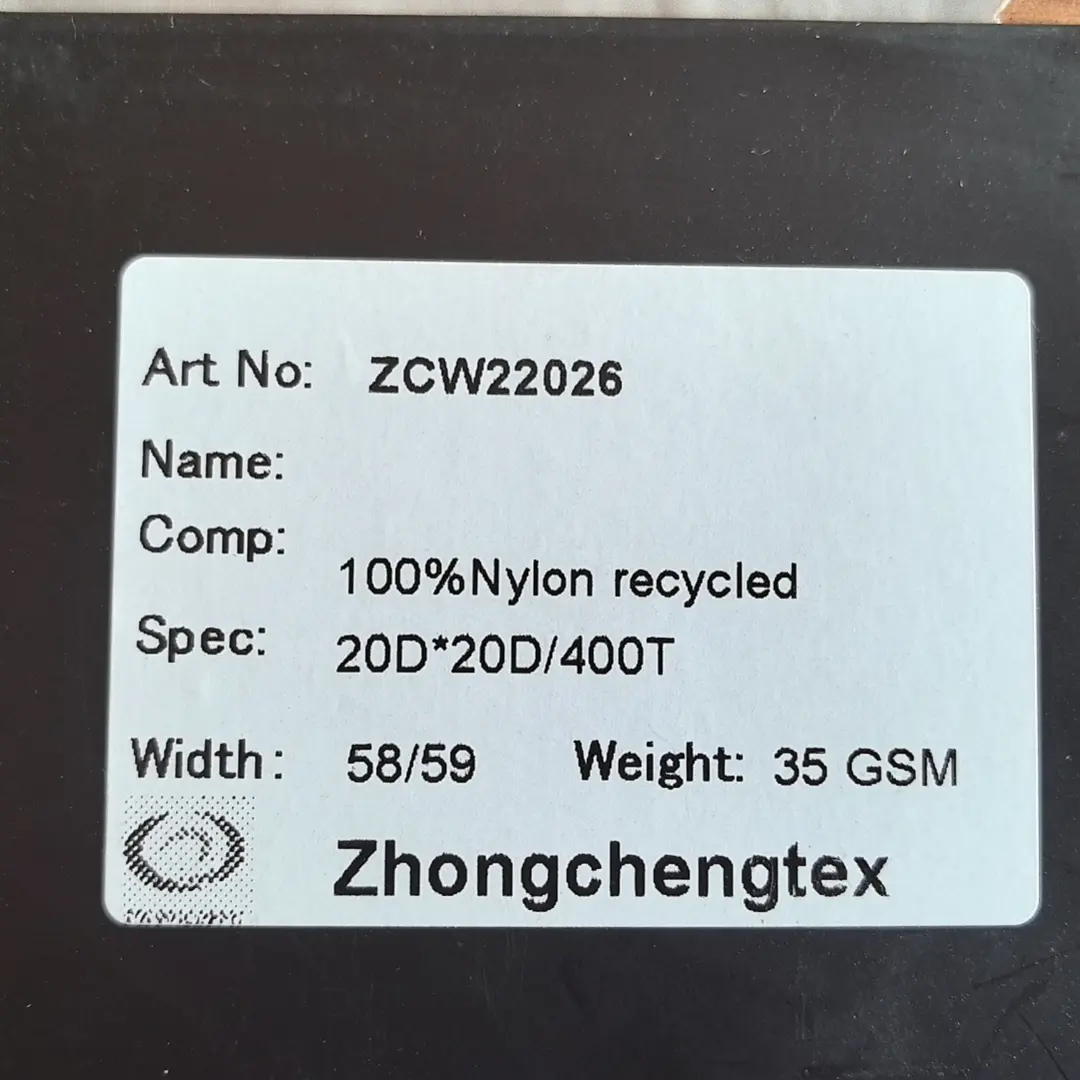 Art No: ZCW22026
Name:
Comp:
100%Nylon recycled
Spec: 20D*20D/400T
Width: 58/59 Weight: 35 GSM
Zhongchengtex